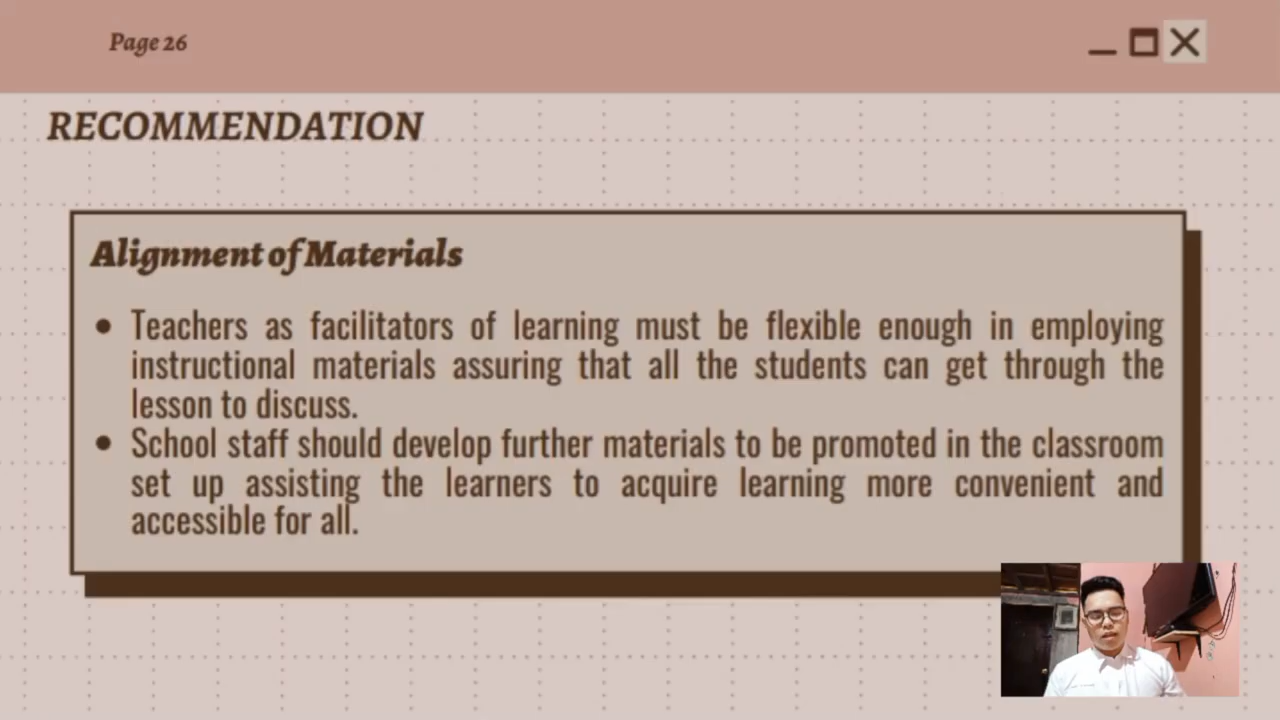 Page 26
RECOMMENDATION
Alignment of Materials
• Teachers as facilitators of learning must be flexible enough in employing
instructional materials assuring that all the students can get through the
lesson to discuss.
• School staff should develop further materials to be promoted in the classroom
set up assisting the learners to acquire learning more convenient and
accessible for all.